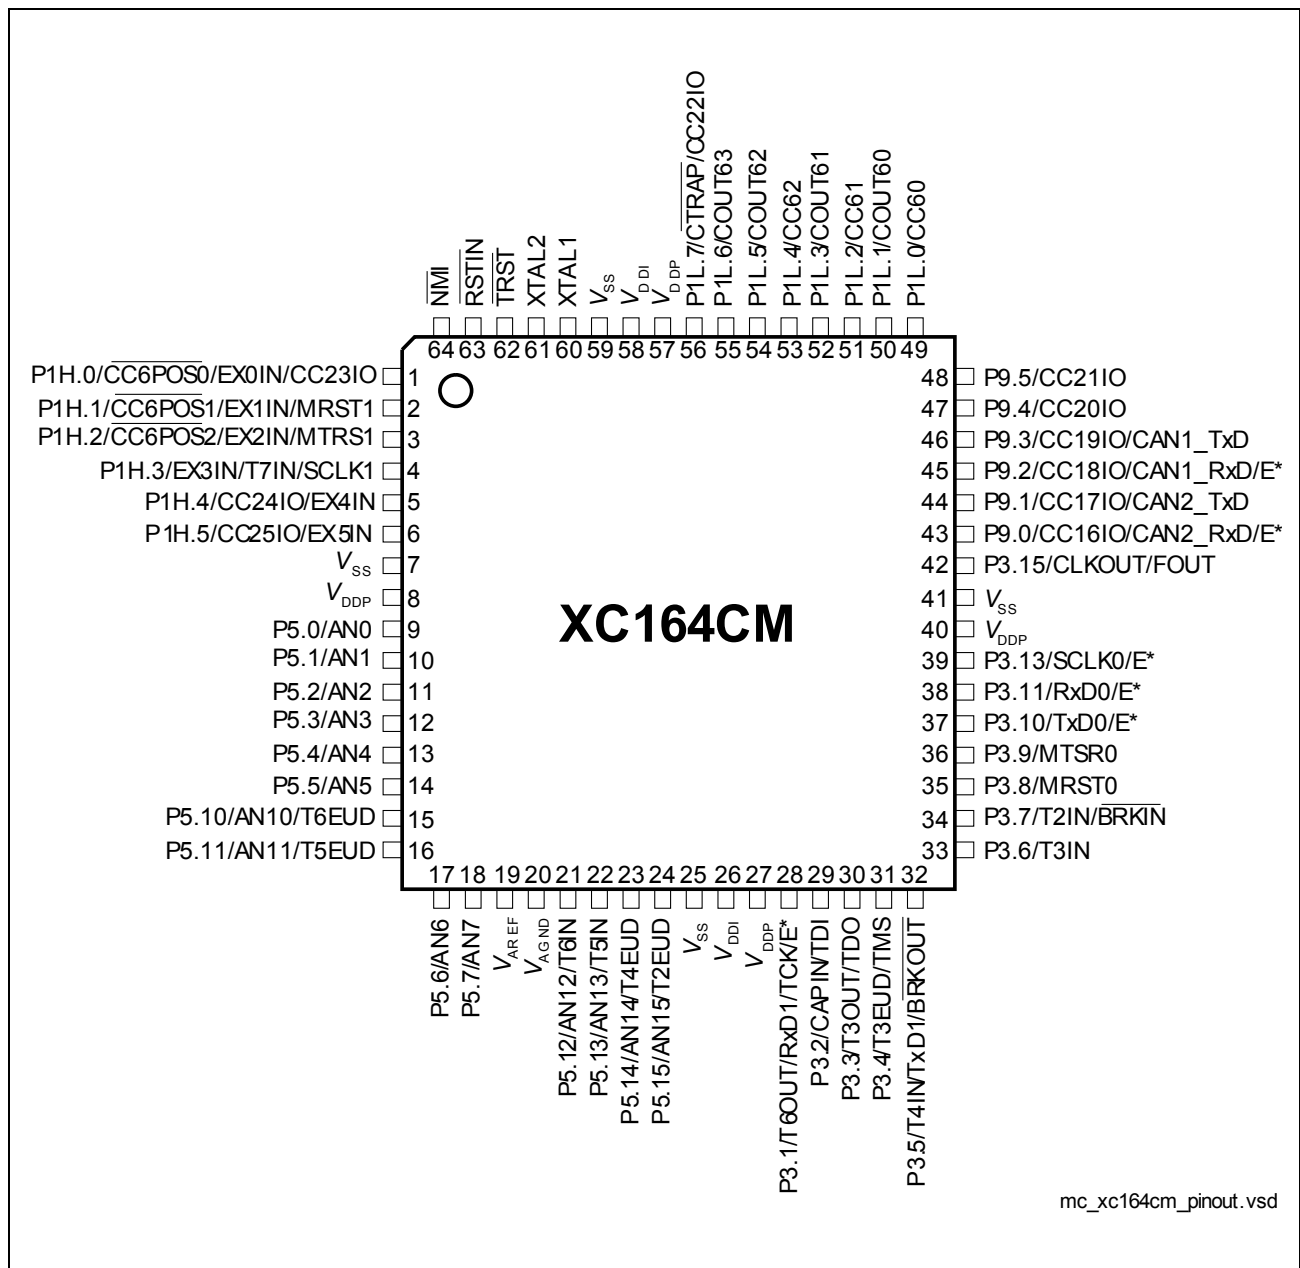 P1L.7/CTRAP/CC22IO
P1L.6/COUT63
P1L.5/COUT62
P1L.4/CC62
P1L.3/COUT61
P1L.2/CC61
P1L.1/COUT60
P1L.0/CC60
NMI
RSTIN
TRST
XTAL2
XTAL1
VSS
VDDI
VDDP
64 63 62 61 60 59 58 57 56 55 54 53 52 51 50 49
P1H.0/CC6POS0/EX0IN/CC23IO 1
P1H.1/CC6POS1/EX1IN/MRST1 2
P1H.2/CC6POS2/EX2IN/MTRS1 3
P1H.3/EX3IN/T7IN/SCLK1 4
P1H.4/CC24IO/EX4IN 5
P1H.5/CC25IO/EX5IN 6
VSS 7
VDDP 8
P5.0/AN0 9
P5.1/AN1 10
P5.2/AN2 11
P5.3/AN3 12
P5.4/AN4 13
P5.5/AN5 14
P5.10/AN10/T6EUD 15
P5.11/AN11/T5EUD 16
XC164CM
48 P9.5/CC21IO
47 P9.4/CC20IO
46 P9.3/CC19IO/CAN1_TxD
45 P9.2/CC18IO/CAN1_RxD/E*
44 P9.1/CC17IO/CAN2_TxD
43 P9.0/CC16IO/CAN2_RxD/E*
42 P3.15/CLKOUT/FOUT
41 VSS
40 VDDP
39 P3.13/SCLK0/E*
38 P3.11/RxD0/E*
37 P3.10/TxD0/E*
36 P3.9/MTSR0
35 P3.8/MRST0
34 P3.7/T2IN/BRKIN
33 P3.6/T3IN
17 18 19 20 21 22 23 24 25 26 27 28 29 30 31 32
P5.6/AN6
P5.7/AN7
VAREF
VAGND
P5.12/AN12/T6IN
P5.13/AN13/T5IN
P5.14/AN14/T4EUD
P5.15/AN15/T2EUD
VSS
VDDI
VDDP
P3.1/T6OUT/RxD1/TCK/E*
P3.2/CAPIN/TDI
P3.3/T3OUT/TDO
P3.4/T3EUD/TMS
P3.5/T4IN/TxD1/BRKOUT
mc_xc164cm_pinout.vsd